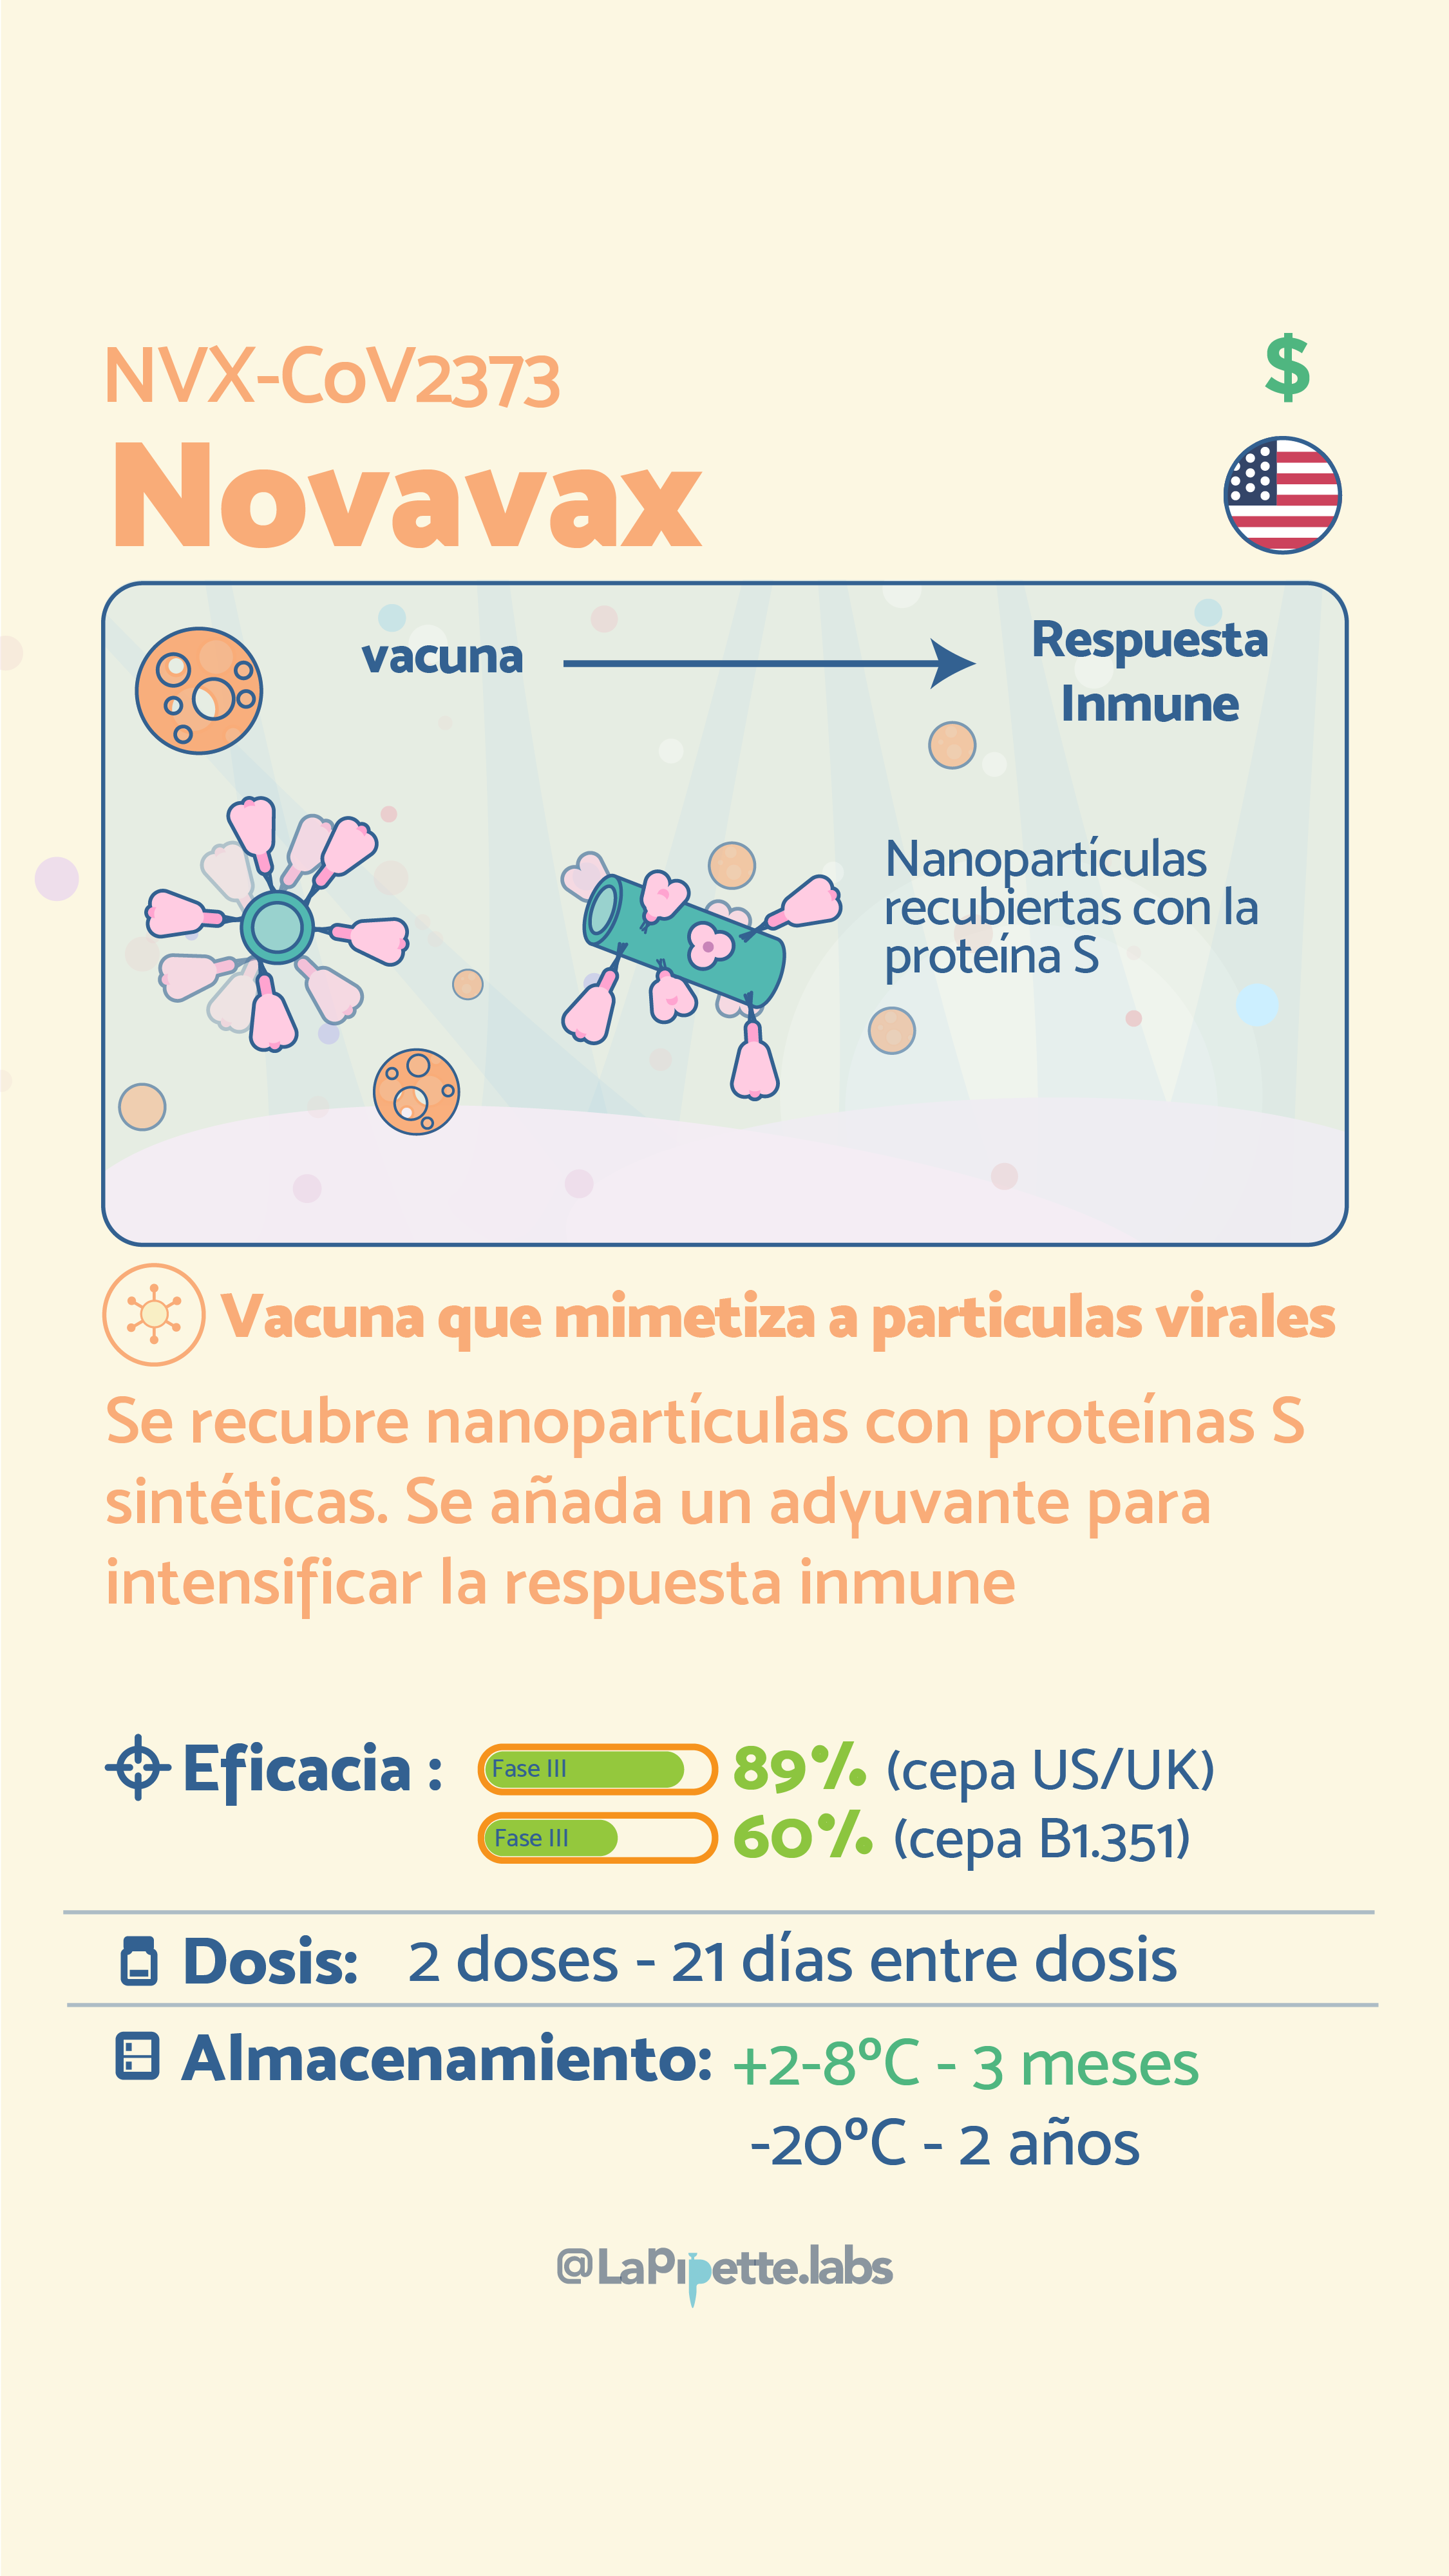 NVX-CoV2373
$
Novavax
vacuna
Respuesta
Inmune
Nanopartículas
recubiertas con la
proteína S
Vacuna que mimetiza a particulas virales
Se recubre nanopartículas con proteínas S
sintéticas. Se añada un adyuvante para
intensificar la respuesta inmune
Eficacia : Fase III 89% (cepa US/UK)
Fase III 60% (cepa B1.351)
Dosis: 2 doses - 21 días entre dosis
Almacenamiento: +2-8ºC - 3 meses
-20ºC - 2 años
@LaPipette.labs